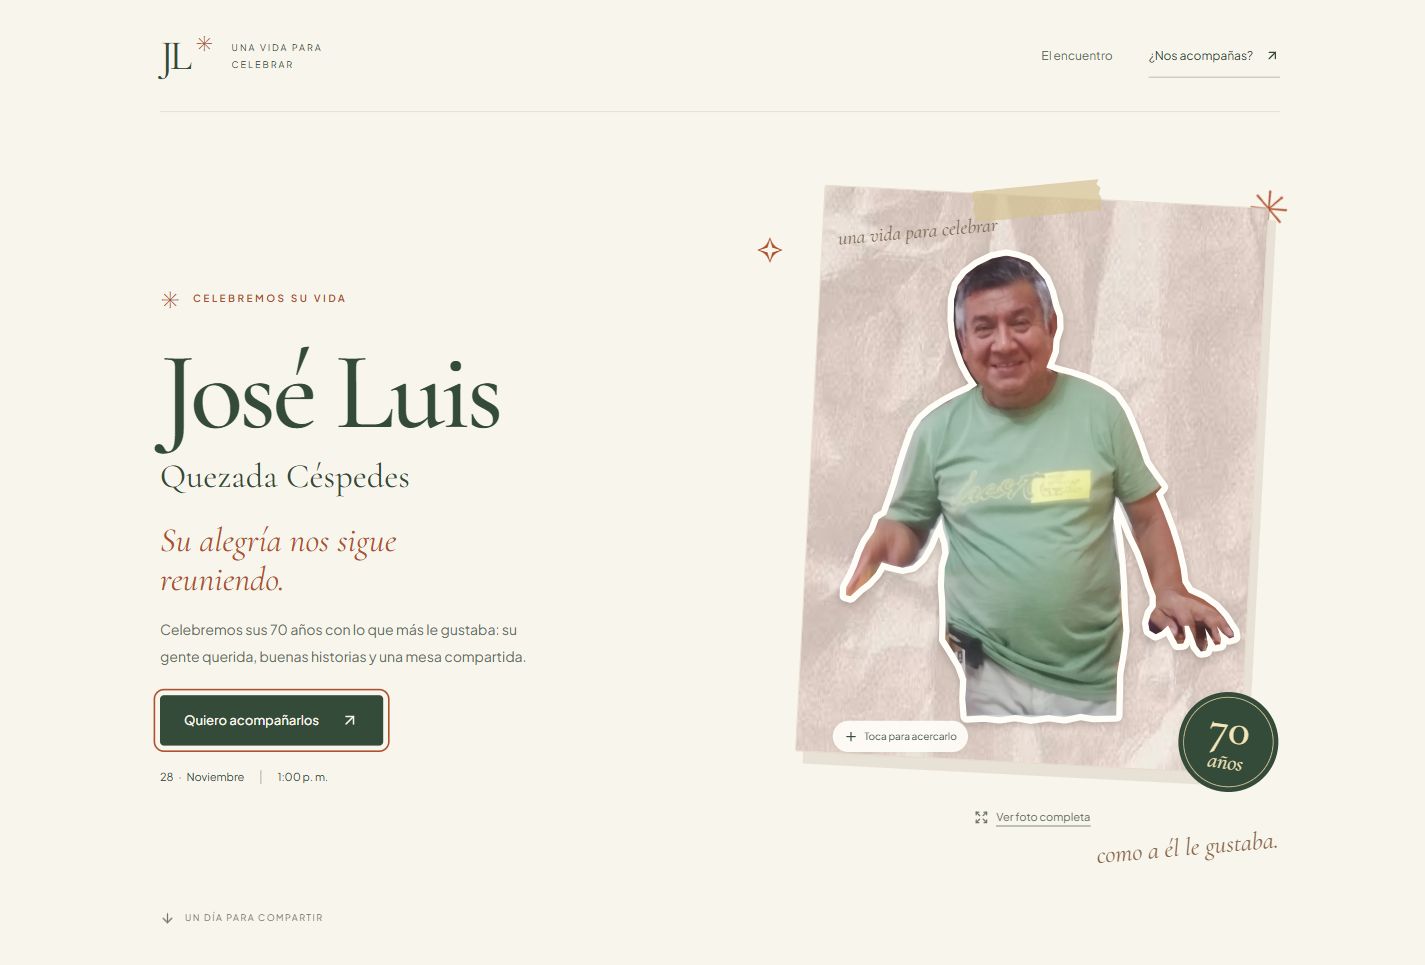 JL
UNA VIDA PARA
CELEBRAR
El encuentro
¿Nos acompañas?
una vida para celebrar
CELEBREMOS SU VIDA
José Luis
Quezada Céspedes
Su alegría nos sigue
reuniendo.
Celebremos sus 70 años con lo que más le gustaba: su
gente querida, buenas historias y una mesa compartida.
Quiero acompañarlos
28 · Noviembre | 1:00 p. m.
Toca para acercarlo
70
años
Ver foto completa
como a él le gustaba.
UN DÍA PARA COMPARTIR